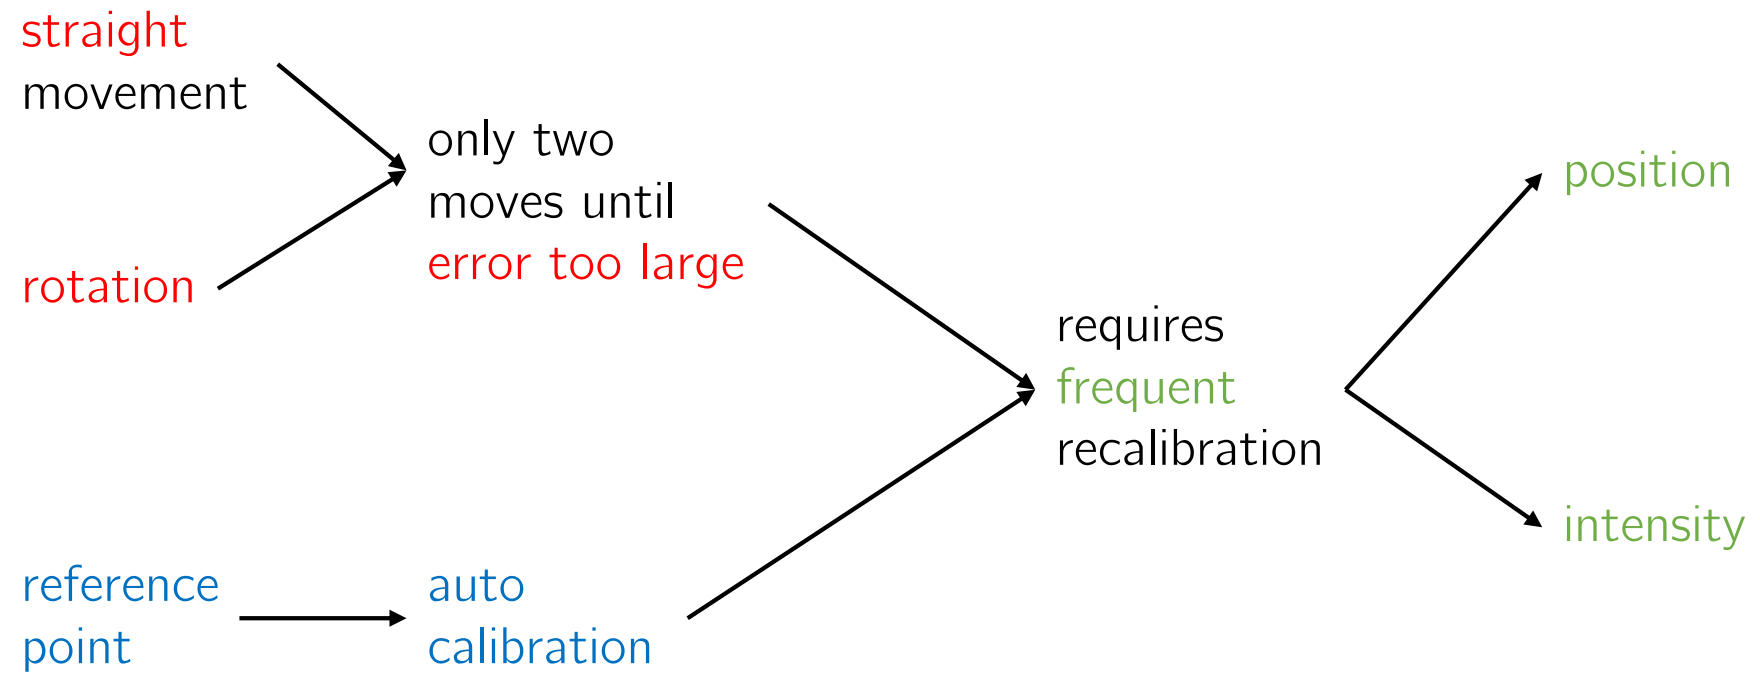 straight
movement
rotation
only two
moves until
error too large
reference
point
auto
calibration
requires
frequent
recalibration
position
intensity